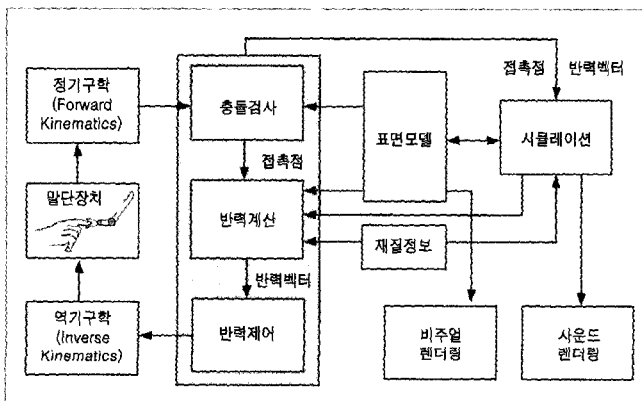 정기구학
(Forward
Kinematics)
충돌검사
표면모델
접촉점 반력벡터
시뮬레이션
접촉점
말단장치
반력계산
재질정보
반력벡터
역기구학
(Inverse
Kinematics)
반력제어
비주얼
렌더링
사운드
렌더링